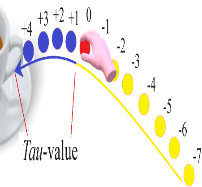 +4 +3 +2 +1 0 -1 -2 -3 -4 -5 -6 -7
Tau-value